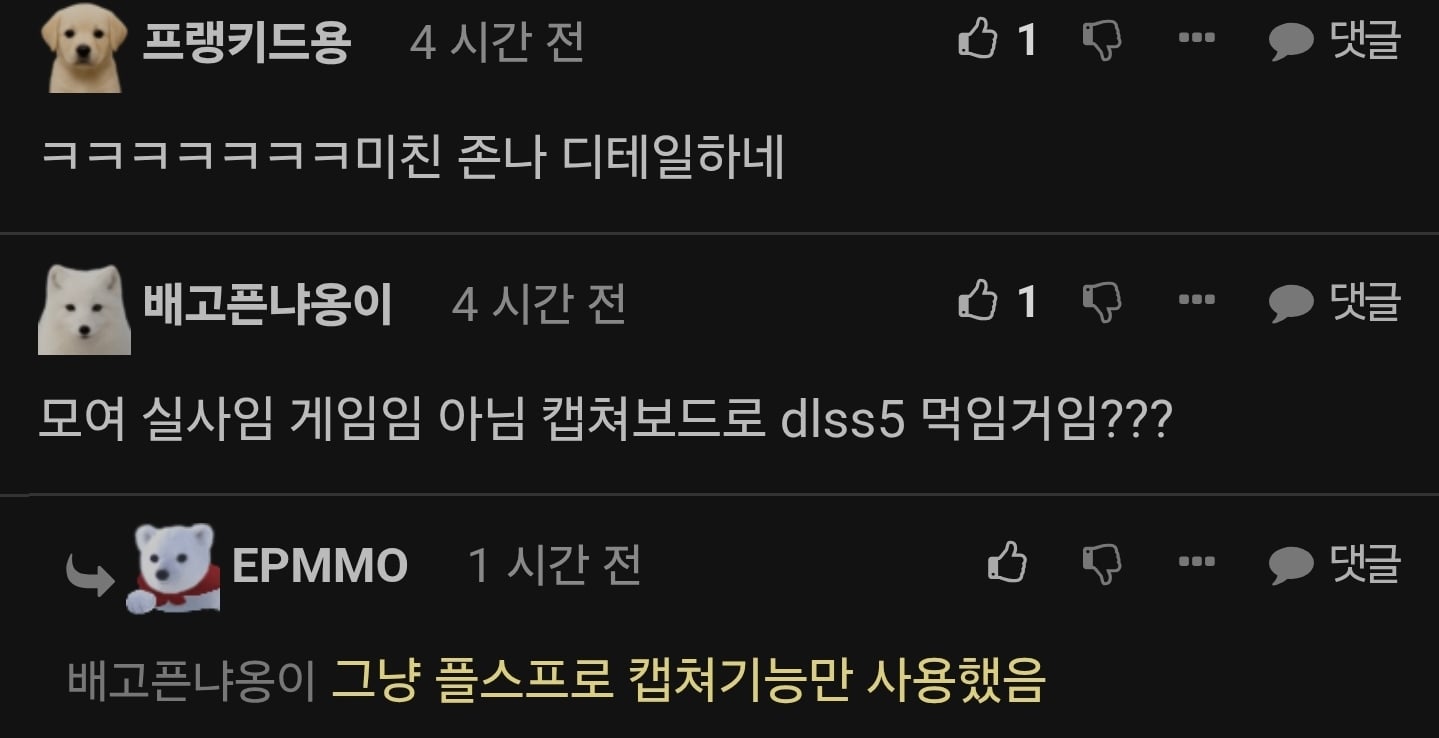 프랭키드용 4 시간 전 1 ··· 댓글
ㅋㅋㅋㅋㅋㅋㅋ미친 존나 디테일하네
배고픈냐옹이 4 시간 전 1 ··· 댓글
모여 실사임 게임임 아님 캡쳐보드로 dlss5 먹임거임???
EPMMO 1 시간 전 ··· 댓글
배고픈냐옹이 그냥 플스프로 캡쳐기능만 사용했음